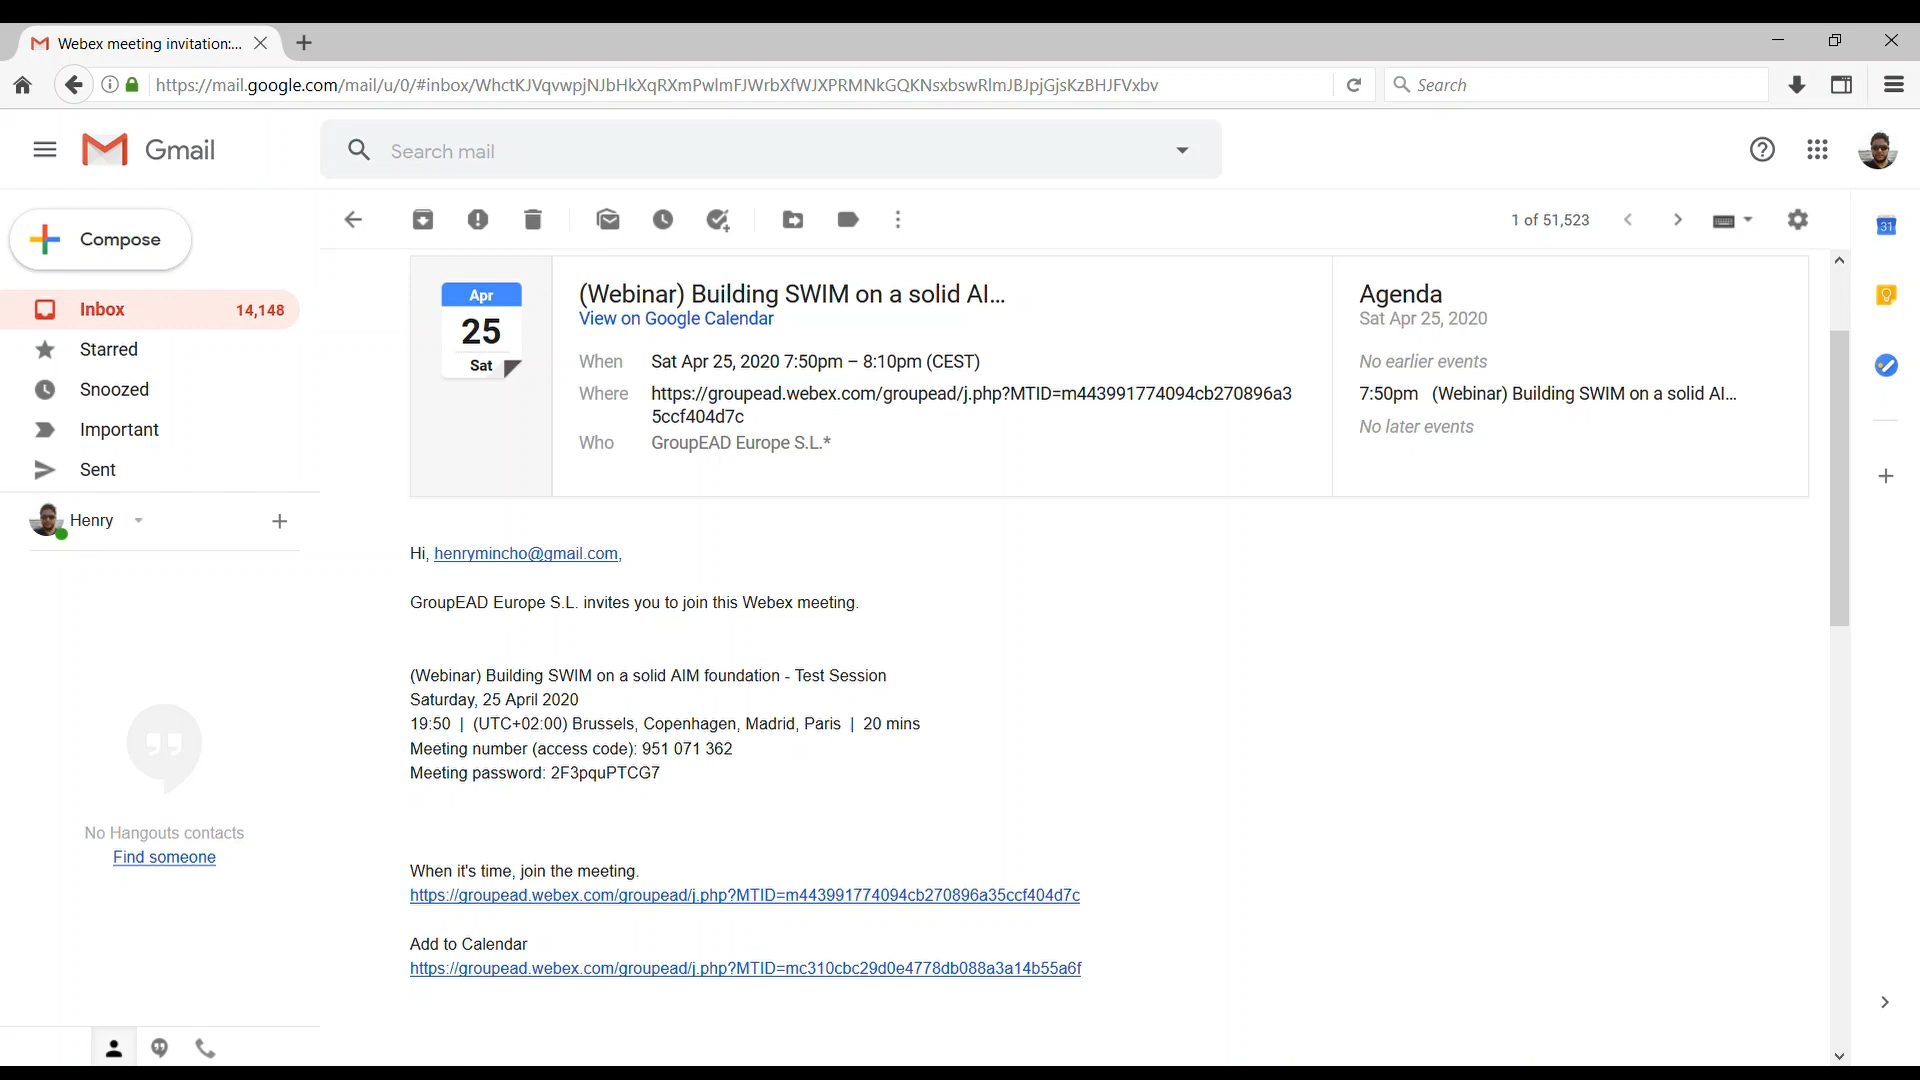 Webex meeting invitation:...
https://mail.google.com/mail/u/0/#inbox/WhctKJVqvwpjNJbHkXqRXmPwlmFJWrbXfWJXPRMNkGQKNsxbswRlmJBJpjGjsKzBHJFVxbv
Search
Gmail
Search mail
Compose
1 of 51,523
Inbox 14,148
Starred
Snoozed
Important
Sent
Henry
No Hangouts contacts
Find someone
Apr
25
Sat
(Webinar) Building SWIM on a solid AI...
View on Google Calendar
When Sat Apr 25, 2020 7:50pm – 8:10pm (CEST)
Where https://groupead.webex.com/groupead/j.php?MTID=m443991774094cb270896a3
5ccf404d7c
Who GroupEAD Europe S.L.*
Agenda
Sat Apr 25, 2020
No earlier events
7:50pm (Webinar) Building SWIM on a solid AI...
No later events
31
Hi, henrymincho@gmail.com,
GroupEAD Europe S.L. invites you to join this Webex meeting.
(Webinar) Building SWIM on a solid AIM foundation - Test Session
Saturday, 25 April 2020
19:50 | (UTC+02:00) Brussels, Copenhagen, Madrid, Paris | 20 mins
Meeting number (access code): 951 071 362
Meeting password: 2F3pquPTCG7
When it's time, join the meeting.
https://groupead.webex.com/groupead/j.php?MTID=m443991774094cb270896a35ccf404d7c
Add to Calendar
https://groupead.webex.com/groupead/j.php?MTID=mc310cbc29d0e4778db088a3a14b55a6f